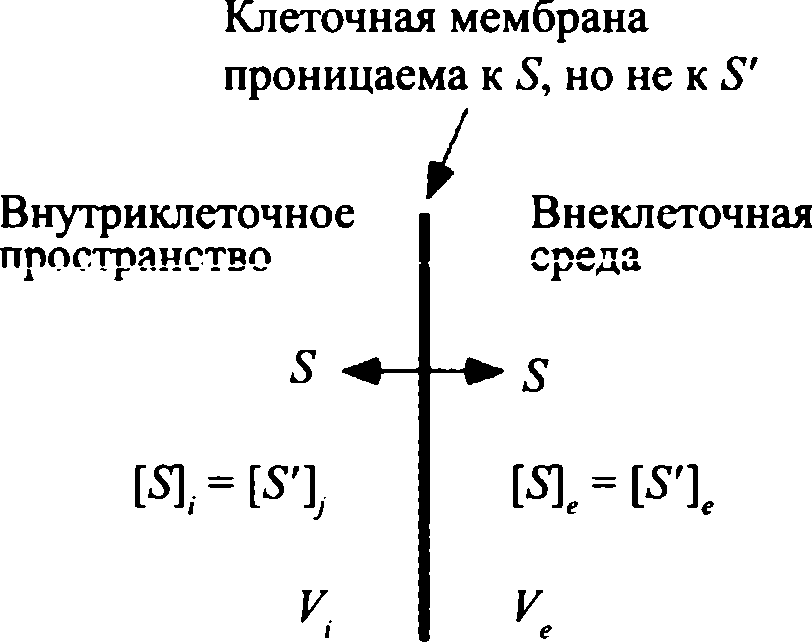 Клеточная мембрана
проницаема к S, но не к S′
Внутриклеточное
пространство
Внеклеточная
среда
S S
[S]i = [S′]j [S]e = [S′]e
Vi Ve